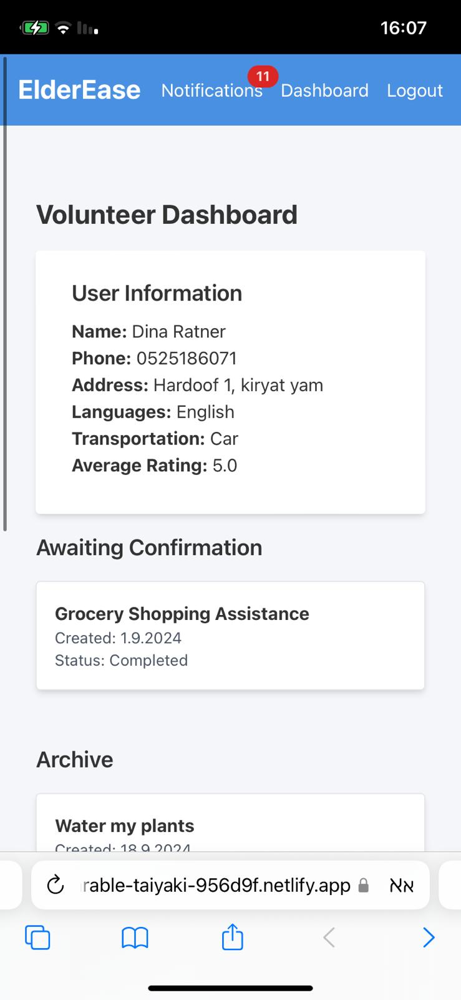 16:07
ElderEase Notifications 11 Dashboard Logout
Volunteer Dashboard
User Information
Name: Dina Ratner
Phone: 0525186071
Address: Hardoof 1, kiryat yam
Languages: English
Transportation: Car
Average Rating: 5.0
Awaiting Confirmation
Grocery Shopping Assistance
Created: 1.9.2024
Status: Completed
Archive
Water my plants
Created: 18.9.2024
rable-taiyaki-956d9f.netlify.app אא